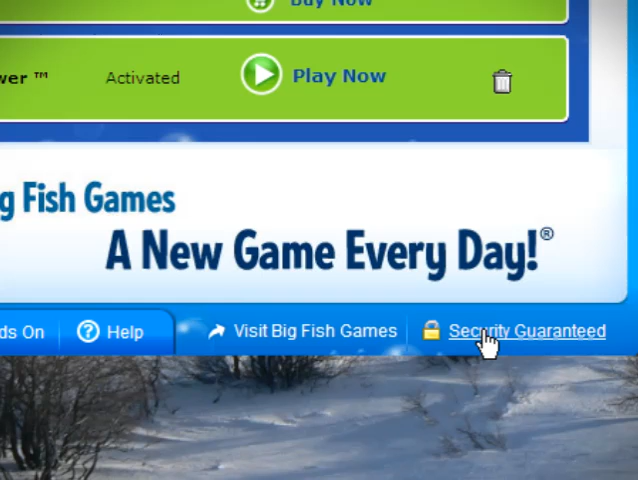 Buy Now
wer ™ Activated Play Now
g Fish Games
A New Game Every Day!®
ds On Help Visit Big Fish Games Security Guaranteed